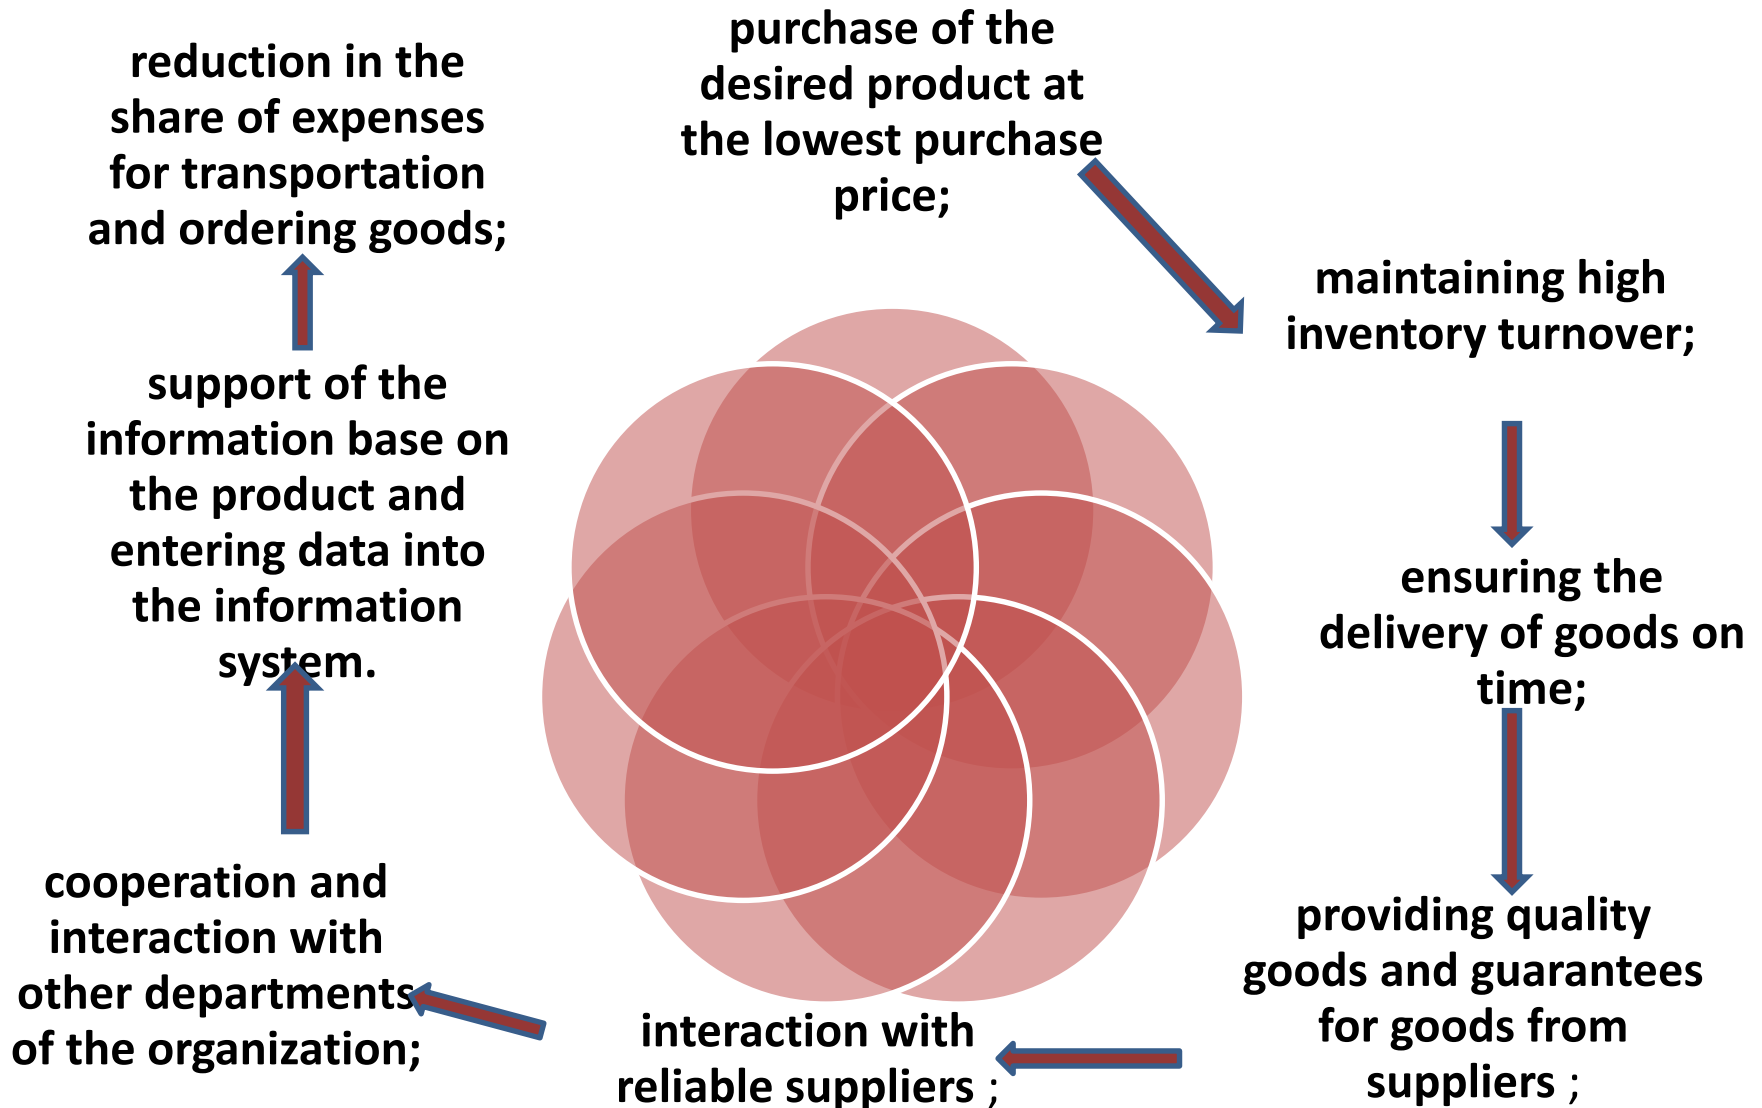 purchase of the
desired product at
the lowest purchase
price;
maintaining high
inventory turnover;
ensuring the
delivery of goods on
time;
providing quality
goods and guarantees
for goods from
suppliers ;
interaction with
reliable suppliers ;
cooperation and
interaction with
other departments
of the organization;
support of the
information base on
the product and
entering data into
the information
system.
reduction in the
share of expenses
for transportation
and ordering goods;